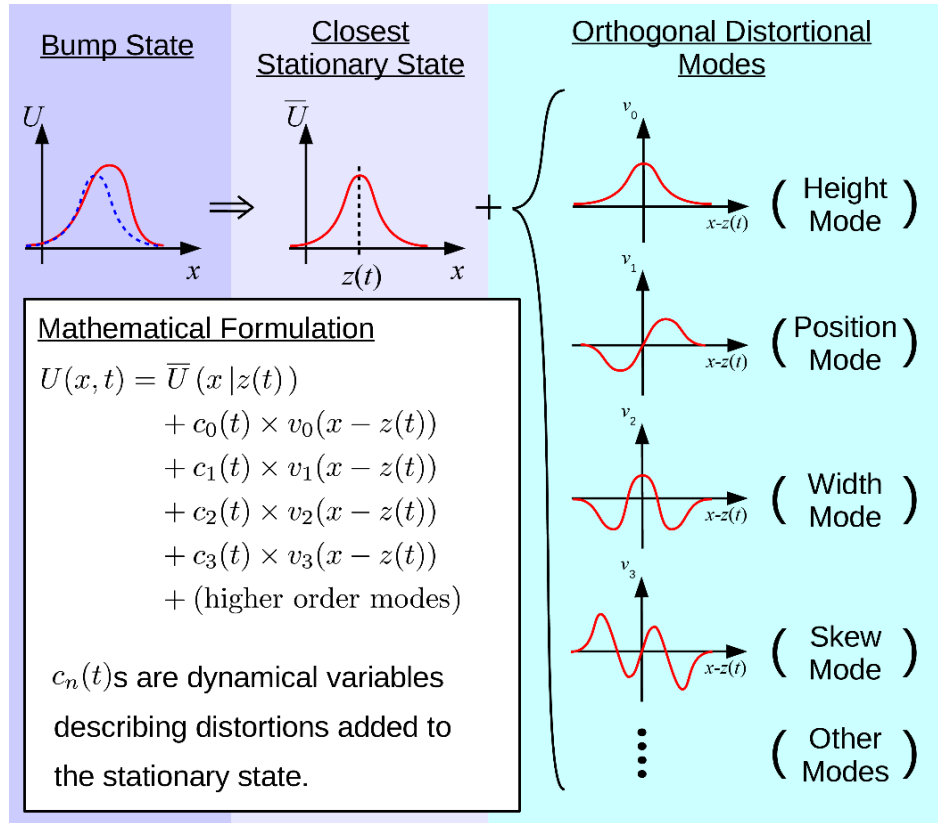 Bump State
U
x
⇒
Closest
Stationary State
U̅
z(t)
x
+
Orthogonal Distortional
Modes
v₀
x-z(t)
( Height
Mode )
v₁
x-z(t)
( Position
Mode )
v₂
x-z(t)
( Width
Mode )
v₃
x-z(t)
( Skew
Mode )
( Other
Modes )
Mathematical Formulation
U(x, t) = U̅ (x |z(t) )
+ c₀(t) × v₀(x − z(t))
+ c₁(t) × v₁(x − z(t))
+ c₂(t) × v₂(x − z(t))
+ c₃(t) × v₃(x − z(t))
+ (higher order modes)
cₙ(t)s are dynamical variables
describing distortions added to
the stationary state.